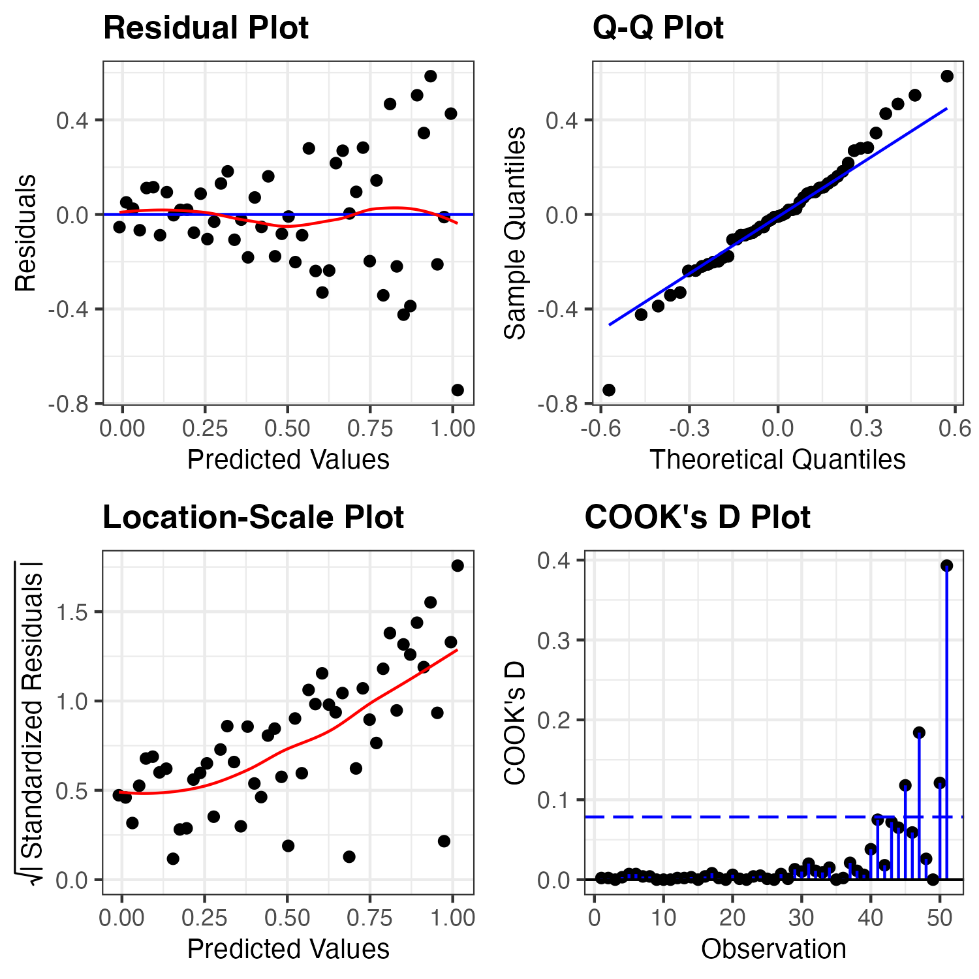 Residual Plot
Residuals
0.4
0.0
-0.4
-0.8
0.00 0.25 0.50 0.75 1.00
Predicted Values
Q-Q Plot
Sample Quantiles
0.4
0.0
-0.4
-0.8
-0.6 -0.3 0.0 0.3 0.6
Theoretical Quantiles
Location-Scale Plot
√| Standardized Residuals |
1.5
1.0
0.5
0.0
0.00 0.25 0.50 0.75 1.00
Predicted Values
COOK's D Plot
COOK's D
0.4
0.3
0.2
0.1
0.0
0 10 20 30 40 50
Observation